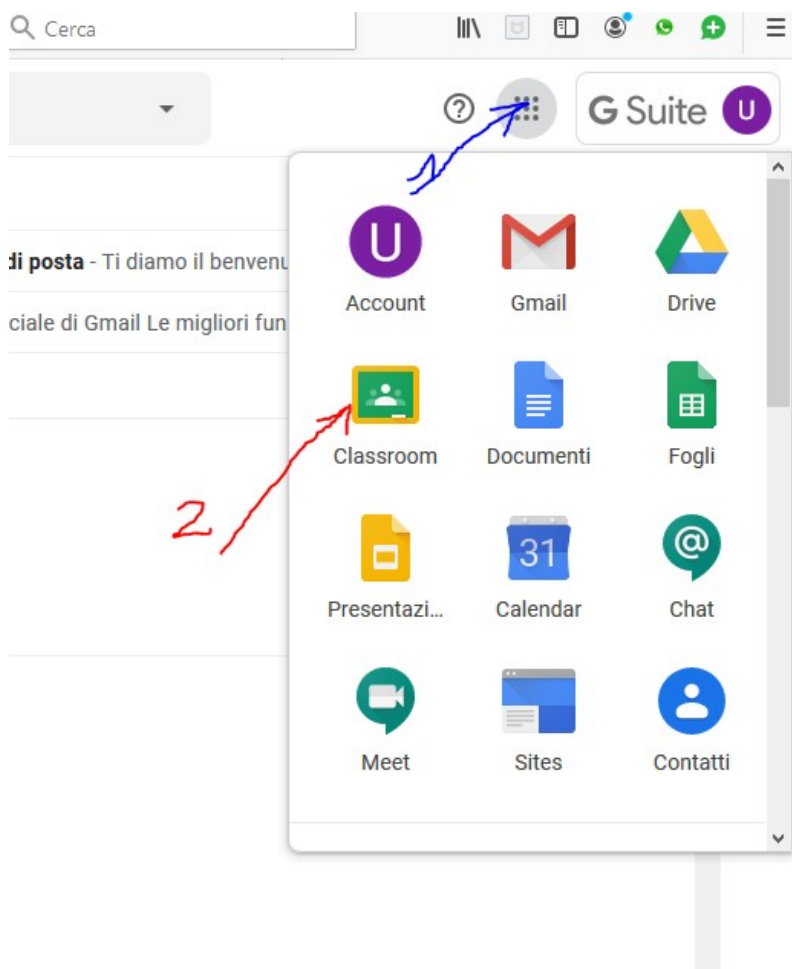 Cerca
G Suite U
1
U
Account Gmail Drive
di posta - Ti diamo il benvenu
ciale di Gmail Le migliori fun
Classroom Documenti Fogli
2
31
@
Presentazi... Calendar Chat
Meet Sites Contatti